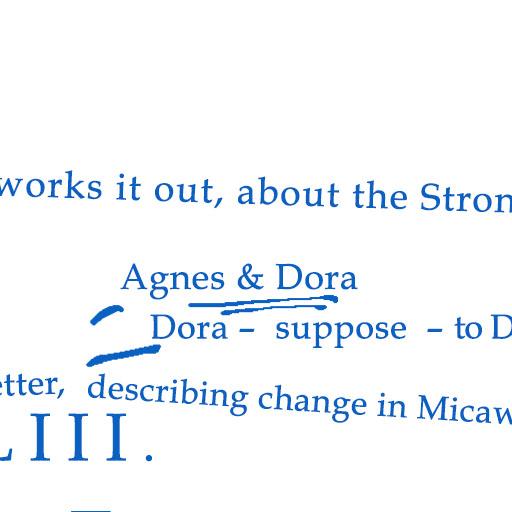 works it out, about the Stron
Agnes & Dora
Dora – suppose – to D
etter, describing change in Micaw
LIII.